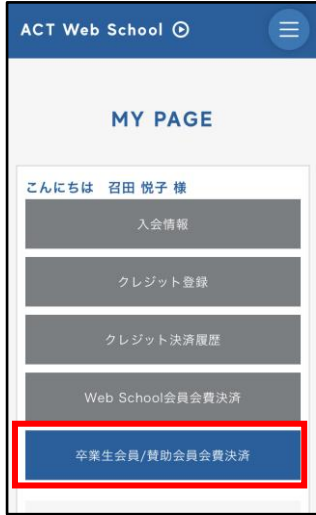 ACT Web School
MY PAGE
こんにちは 召田 悦子 様
入会情報
クレジット登録
クレジット決済履歴
Web School会員会費決済
卒業生会員/賛助会員会費決済